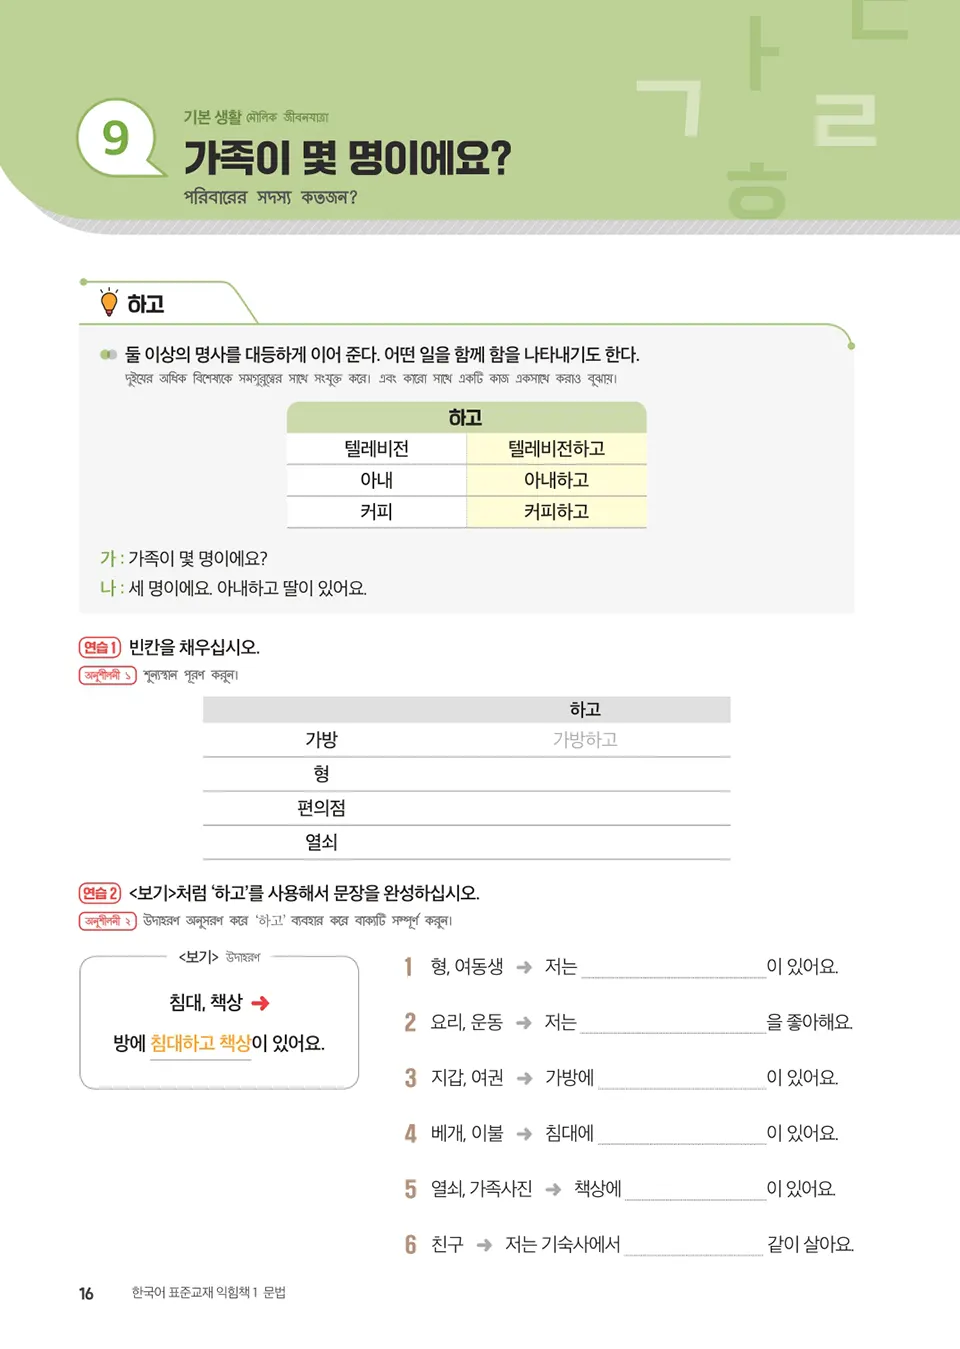 9
기본 생활 মৌলিক জীবনযাত্রা
가족이 몇 명이에요?
পরিবারের সদস্য কতজন?
하고
둘 이상의 명사를 대등하게 이어 준다. 어떤 일을 함께 함을 나타내기도 한다.
দুইয়ের অধিক বিশেষ্যকে সমগুরুত্বের সাথে সংযুক্ত করে। এবং কারো সাথে একটি কাজ একসাথে করাও বুঝায়।
하고
텔레비전 텔레비전하고
아내 아내하고
커피 커피하고
가 : 가족이 몇 명이에요?
나 : 세 명이에요. 아내하고 딸이 있어요.
연습 1 빈칸을 채우십시오.
অনুশীলনী ১ শূন্যস্থান পূরণ করুন।
하고
가방 가방하고
형
편의점
열쇠
연습 2 <보기>처럼 ‘하고’를 사용해서 문장을 완성하십시오.
অনুশীলনী ২ উদাহরণ অনুসরণ করে ‘하고’ ব্যবহার করে বাক্যটি সম্পূর্ণ করুন।
<보기> উদাহরণ
침대, 책상 ➜
방에 침대하고 책상이 있어요.
1 형, 여동생 ➜ 저는 ____________ 이 있어요.
2 요리, 운동 ➜ 저는 ____________ 을 좋아해요.
3 지갑, 여권 ➜ 가방에 ____________ 이 있어요.
4 베개, 이불 ➜ 침대에 ____________ 이 있어요.
5 열쇠, 가족사진 ➜ 책상에 ____________ 이 있어요.
6 친구 ➜ 저는 기숙사에서 ____________ 같이 살아요.
16 한국어 표준교재 익힘책 1 문법